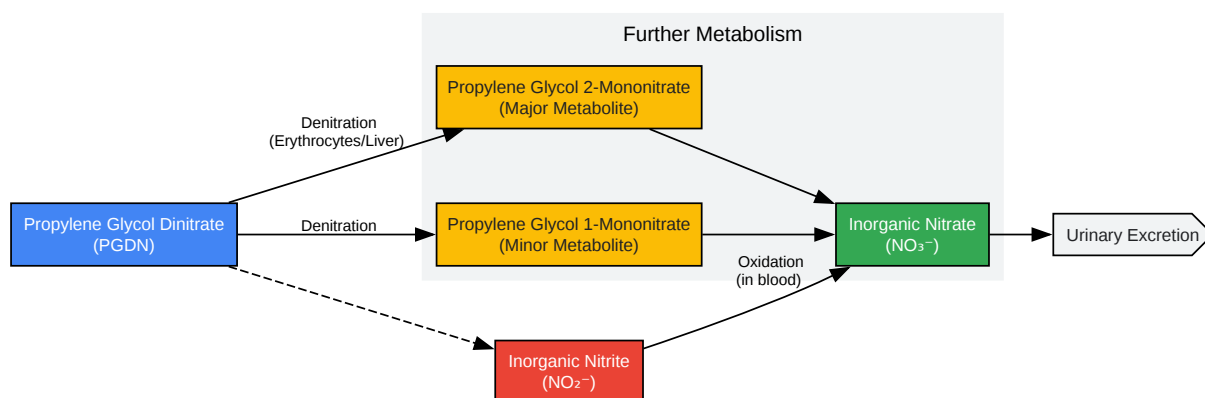 Further Metabolism
Propylene Glycol 2-Mononitrate
(Major Metabolite)
Denitration
(Erythrocytes/Liver)
Propylene Glycol Dinitrate
(PGDN)
Denitration
Propylene Glycol 1-Mononitrate
(Minor Metabolite)
Inorganic Nitrate
(NO₃⁻)
Urinary Excretion
Oxidation
(in blood)
Inorganic Nitrite
(NO₂⁻)